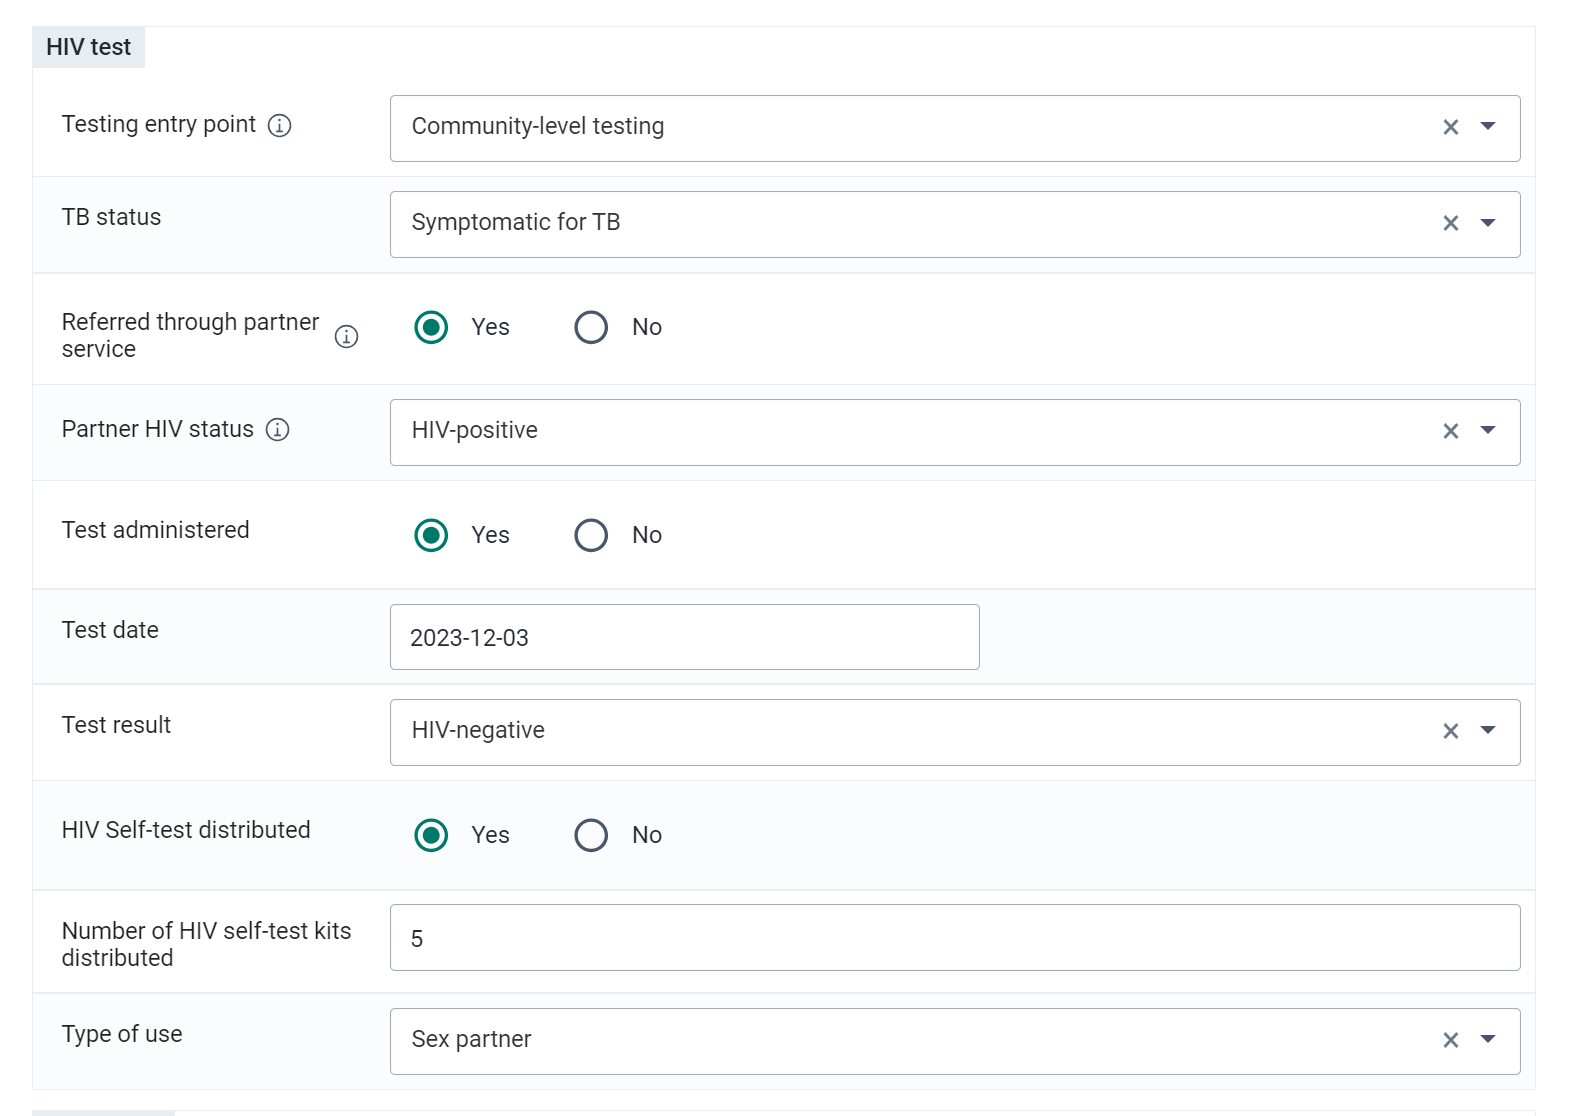 HIV test
Testing entry point
Community-level testing
TB status
Symptomatic for TB
Referred through partner
service
Yes
No
Partner HIV status
HIV-positive
Test administered
Yes
No
Test date
2023-12-03
Test result
HIV-negative
HIV Self-test distributed
Yes
No
Number of HIV self-test kits
distributed
5
Type of use
Sex partner